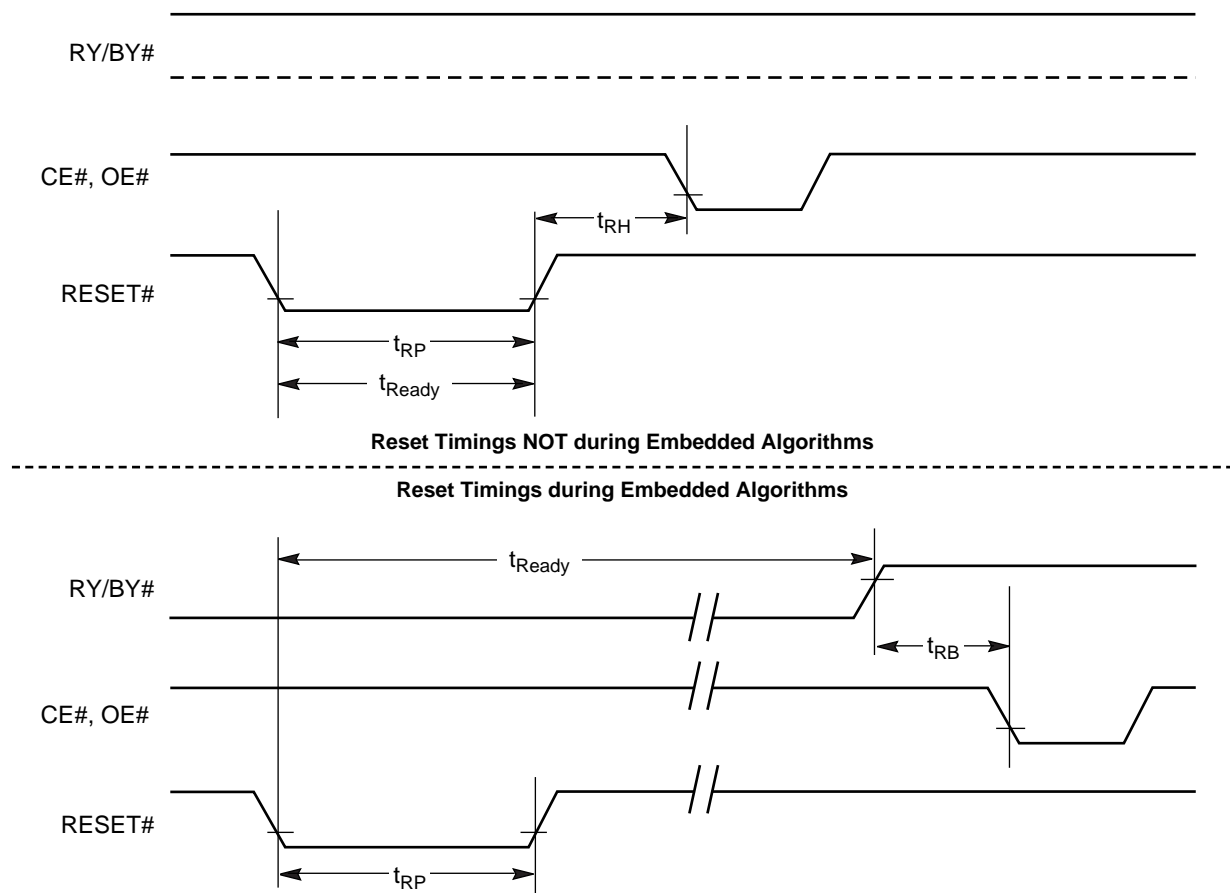 RY/BY#
CE#, OE#
tRH
RESET#
tRP
tReady
Reset Timings NOT during Embedded Algorithms
Reset Timings during Embedded Algorithms
tReady
RY/BY#
tRB
CE#, OE#
RESET#
tRP